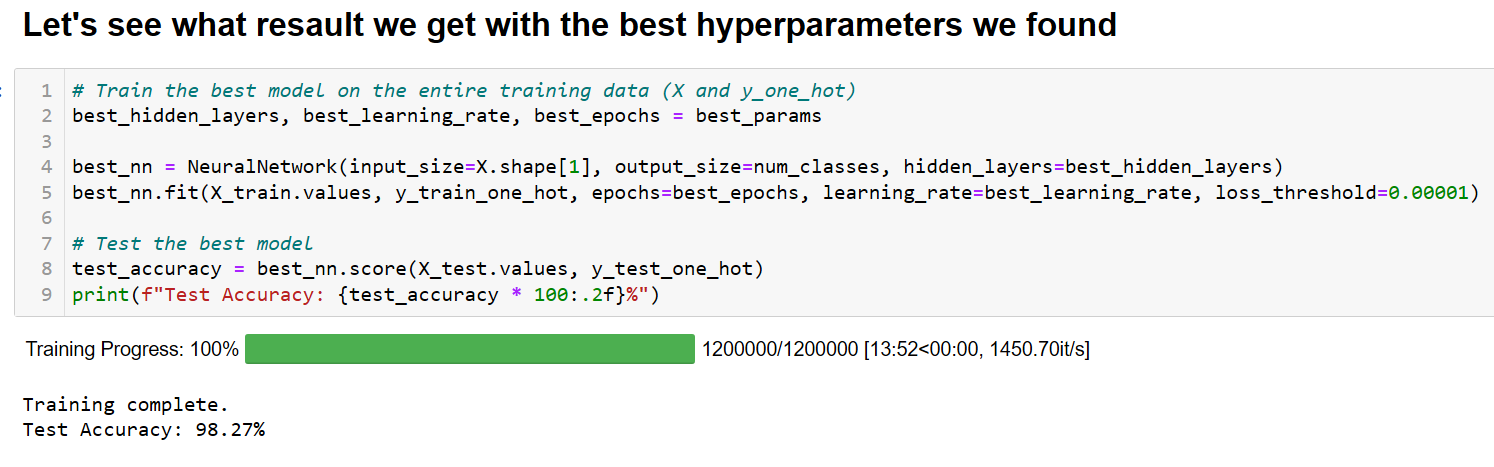 Let's see what resault we get with the best hyperparameters we found
1 # Train the best model on the entire training data (X and y_one_hot)
2 best_hidden_layers, best_learning_rate, best_epochs = best_params
3
4 best_nn = NeuralNetwork(input_size=X.shape[1], output_size=num_classes, hidden_layers=best_hidden_layers)
5 best_nn.fit(X_train.values, y_train_one_hot, epochs=best_epochs, learning_rate=best_learning_rate, loss_threshold=0.00001)
6
7 # Test the best model
8 test_accuracy = best_nn.score(X_test.values, y_test_one_hot)
9 print(f"Test Accuracy: {test_accuracy * 100:.2f}%")
Training Progress: 100% 1200000/1200000 [13:52<00:00, 1450.70it/s]
Training complete.
Test Accuracy: 98.27%